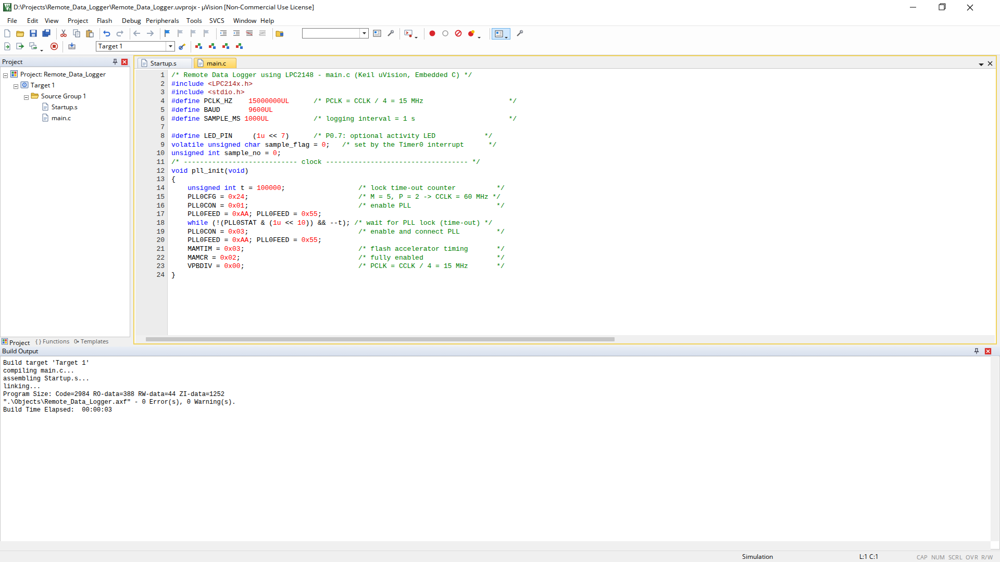 D:\Projects\Remote_Data_Logger\Remote_Data_Logger.uvprojx - µVision [Non-Commercial Use License]
File Edit View Project Flash Debug Peripherals Tools SVCS Window Help
Target 1
Project
Project: Remote_Data_Logger
Target 1
Source Group 1
Startup.s
main.c
Project { } Functions 0▪ Templates
Startup.s main.c
1 /* Remote Data Logger using LPC2148 - main.c (Keil uVision, Embedded C) */
2 #include <LPC214x.h>
3 #include <stdio.h>
4 #define PCLK_HZ    15000000UL      /* PCLK = CCLK / 4 = 15 MHz                     */
5 #define BAUD       9600UL
6 #define SAMPLE_MS 1000UL           /* logging interval = 1 s                       */
7
8 #define LED_PIN     (1u << 7)      /* P0.7: optional activity LED            */
9 volatile unsigned char sample_flag = 0;   /* set by the Timer0 interrupt      */
10 unsigned int sample_no = 0;
11 /* ---------------------------- clock ----------------------------------- */
12 void pll_init(void)
13 {
14     unsigned int t = 100000;                  /* lock time-out counter          */
15     PLL0CFG = 0x24;                           /* M = 5, P = 2 -> CCLK = 60 MHz */
16     PLL0CON = 0x01;                           /* enable PLL                     */
17     PLL0FEED = 0xAA; PLL0FEED = 0x55;
18     while (!(PLL0STAT & (1u << 10)) && --t); /* wait for PLL lock (time-out) */
19     PLL0CON = 0x03;                           /* enable and connect PLL         */
20     PLL0FEED = 0xAA; PLL0FEED = 0x55;
21     MAMTIM = 0x03;                            /* flash accelerator timing       */
22     MAMCR = 0x02;                             /* fully enabled                  */
23     VPBDIV = 0x00;                            /* PCLK = CCLK / 4 = 15 MHz       */
24 }
Build Output
Build target 'Target 1'
compiling main.c...
assembling Startup.s...
linking...
Program Size: Code=2984 RO-data=388 RW-data=44 ZI-data=1252
".\Objects\Remote_Data_Logger.axf" - 0 Error(s), 0 Warning(s).
Build Time Elapsed:  00:00:03
Simulation L:1 C:1 CAP NUM SCRL OVR R/W